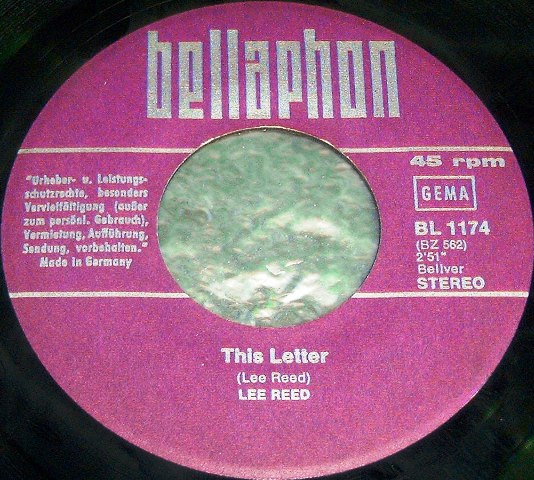 bellaphon
"Urheber- u. Leistungs-
schutzrechte, besonders
Vervielfältigung (außer
zum persönl. Gebrauch),
Vermietung, Aufführung,
Sendung, vorbehalten."
Made in Germany
45 rpm
GEMA
BL 1174
(BZ 562)
2'51"
Bellver
STEREO
This Letter
(Lee Reed)
LEE REED